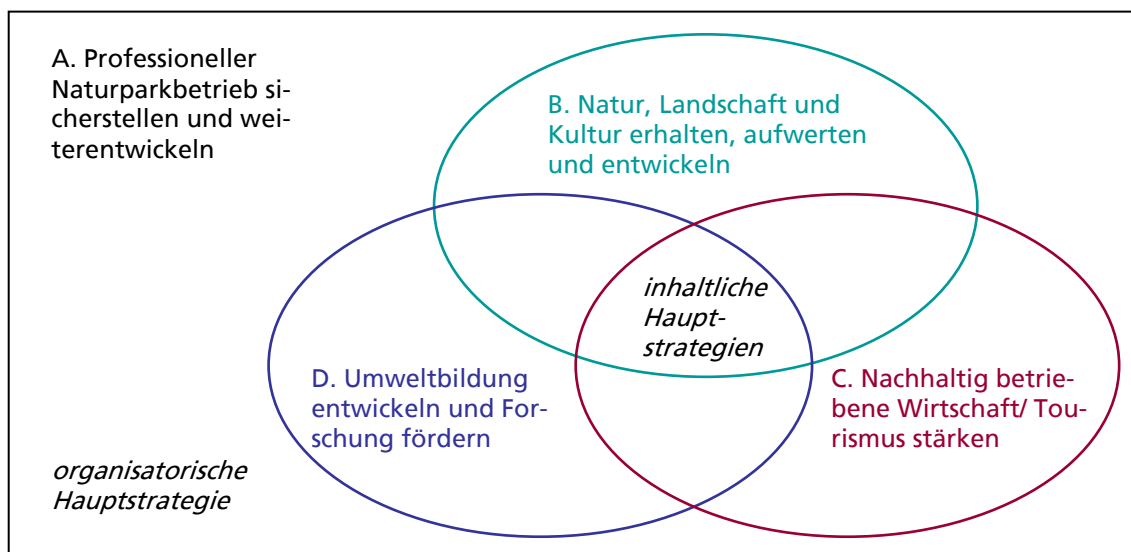 A. Professioneller
Naturparkbetrieb si-
cherstellen und wei-
terentwickeln
B. Natur, Landschaft und
Kultur erhalten, aufwerten
und entwickeln
inhaltliche
Haupt-
strategien
D. Umweltbildung
entwickeln und For-
schung fördern
C. Nachhaltig betrie-
bene Wirtschaft/ Tou-
rismus stärken
organisatorische
Hauptstrategie